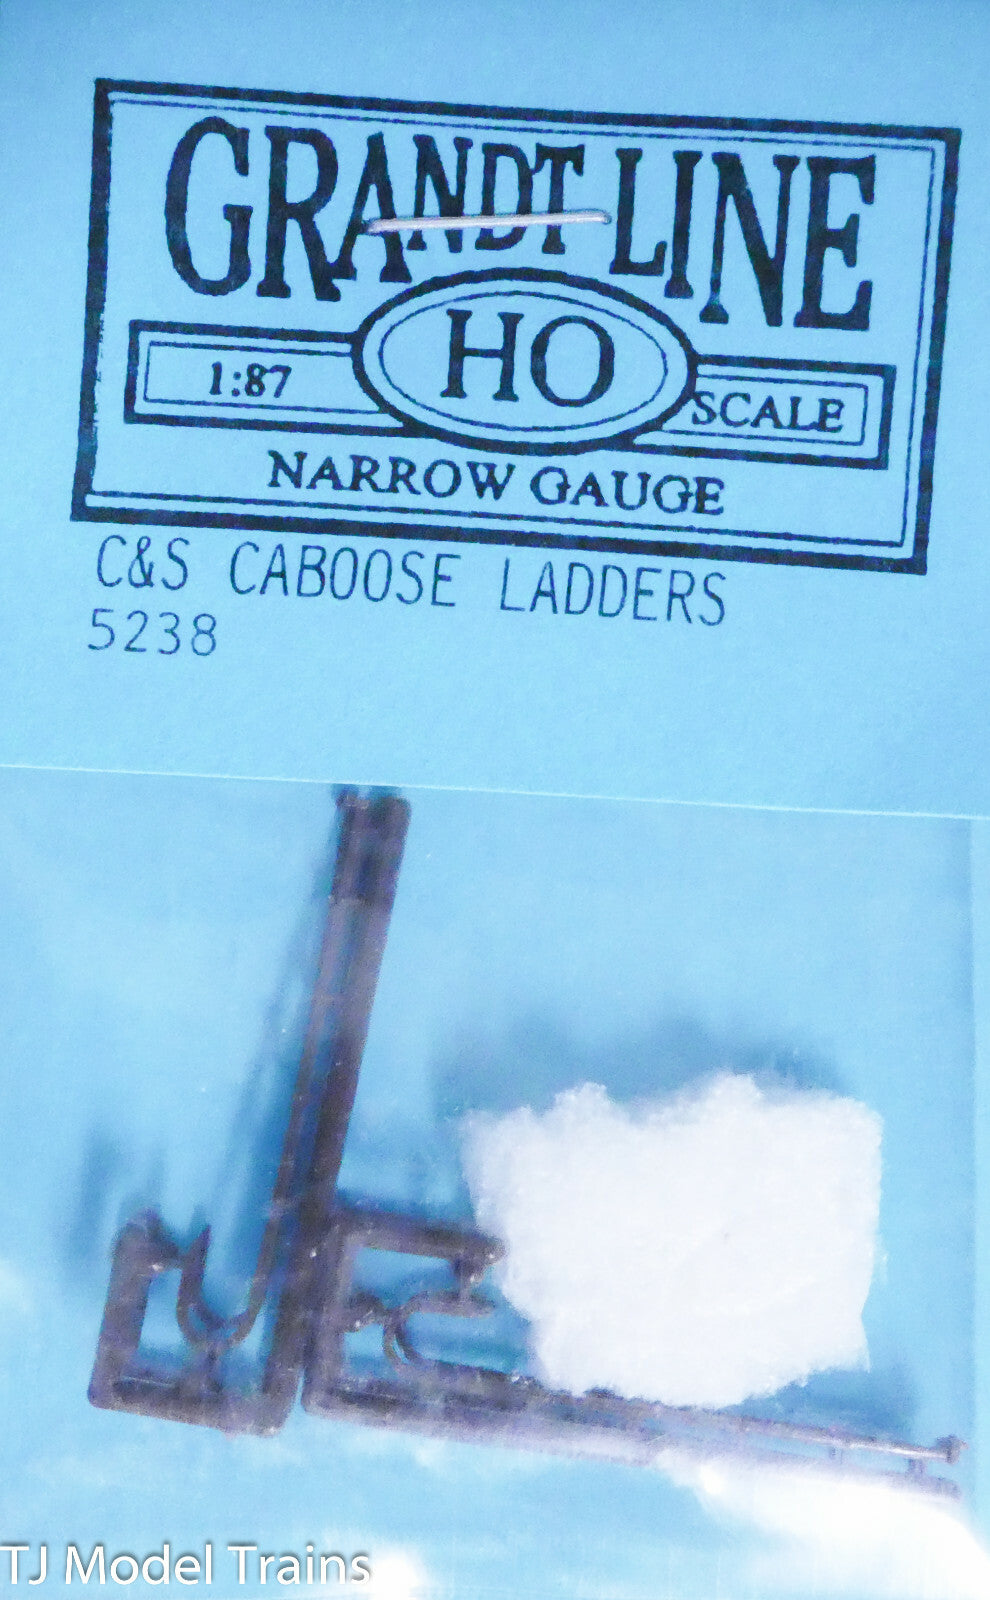 GRANDT LINE
HO
1:87 SCALE
NARROW GAUGE
C&S CABOOSE LADDERS
5238
TJ Model Trains